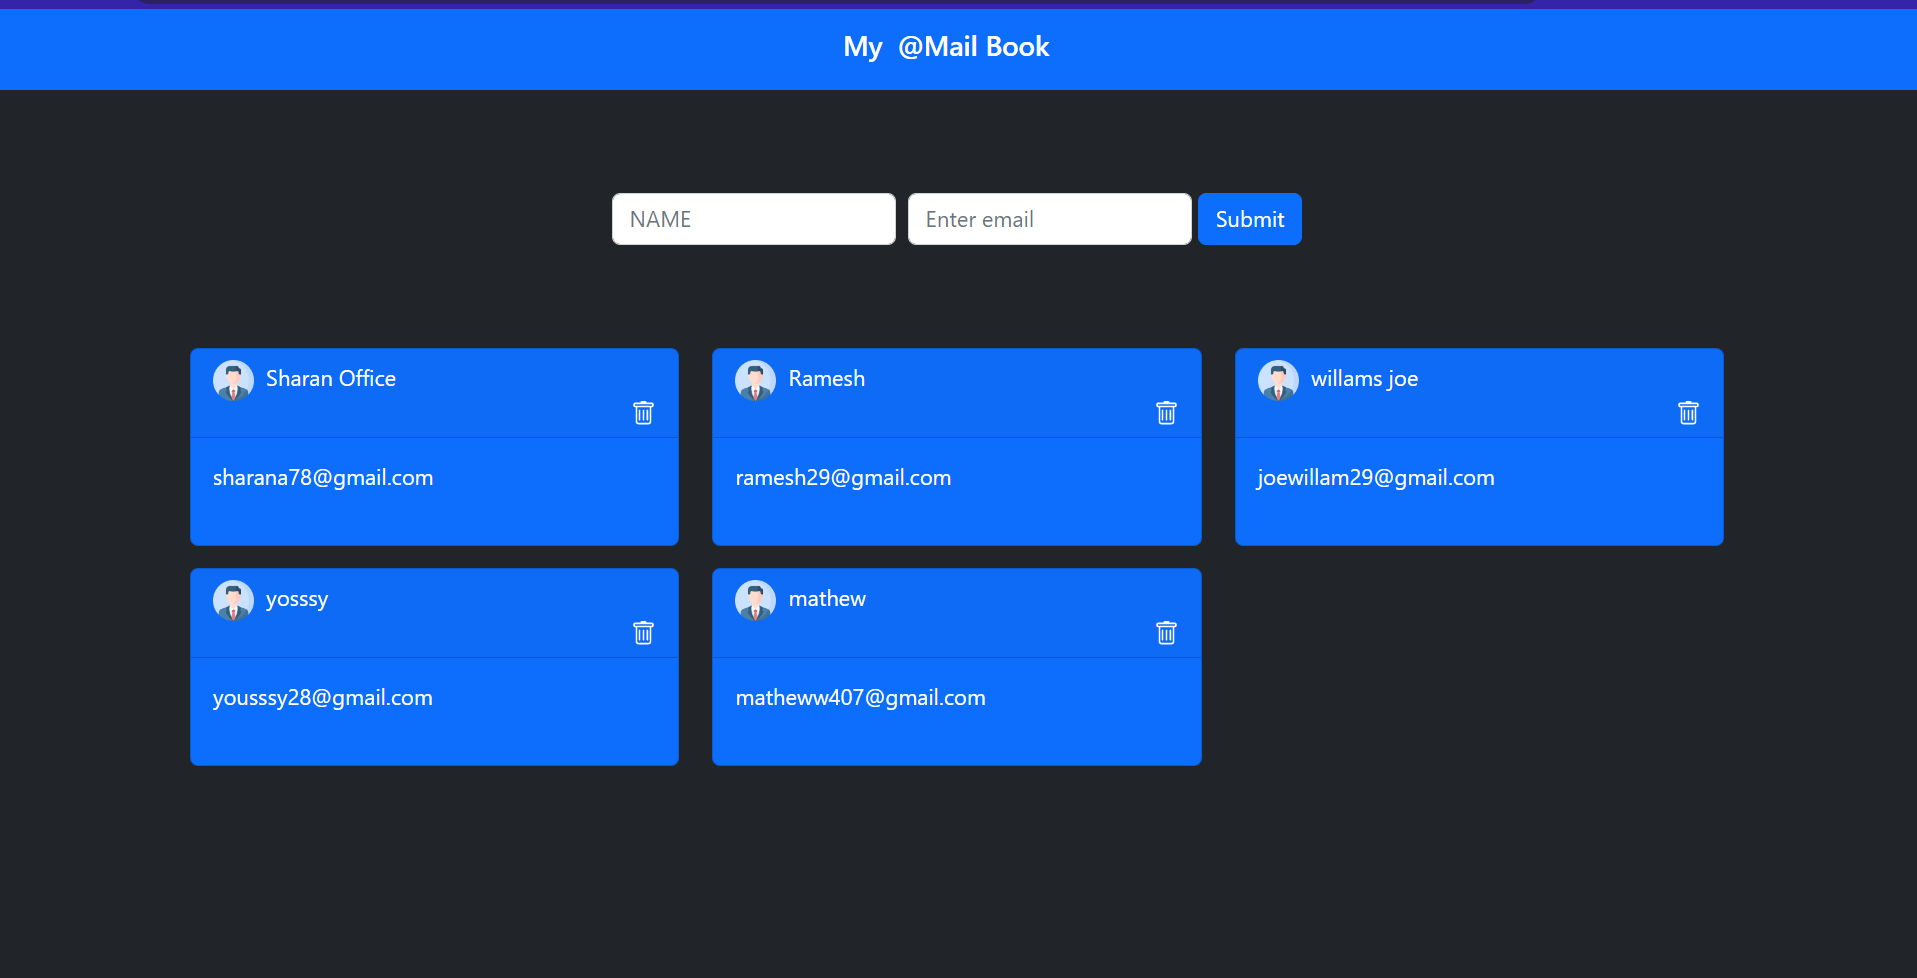 My @Mail Book
NAME Enter email Submit
Sharan Office
sharana78@gmail.com
Ramesh
ramesh29@gmail.com
willams joe
joewillam29@gmail.com
yosssy
yousssy28@gmail.com
mathew
matheww407@gmail.com